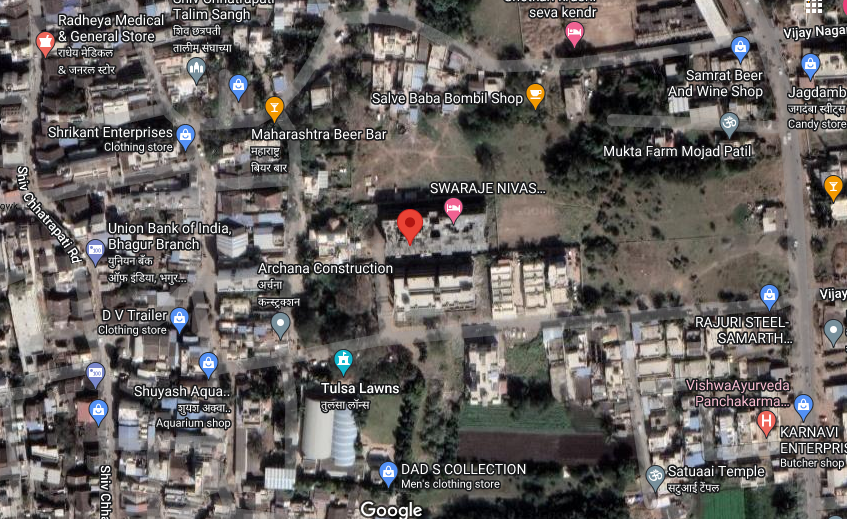 Shiv Chhatrapati
Talim Sangh
शिव छत्रपती
तालीम संघाच्या
seva kendr
Radheya Medical
& General Store
राधेय मेडिकल
& जनरल स्टोर
Vijay Nagar
Samrat Beer
And Wine Shop
Jagdamb
जगदंबा स्वीट्स
Candy store
Salve Baba Bombil Shop
Shrikant Enterprises
Clothing store
Maharashtra Beer Bar
महाराष्ट्र
बियर बार
Mukta Farm Mojad Patil
Shiv Chhatrapati Rd
SWARAJE NIVAS...
Union Bank of India,
Bhagur Branch
युनियन बँक
ऑफ इंडिया, भगुर...
Archana Construction
अर्चना
कंन्स्ट्रक्शन
D V Trailer
Clothing store
RAJURI STEEL-
SAMARTH...
Vijay
Tulsa Lawns
तुलसा लॉन्स
Shuyash Aqua..
शुयश अक्वा..
Aquarium shop
VishwaAyurveda
Panchakarma...
KARNAVI
ENTERPRIS
Butcher shop
DAD S COLLECTION
Men's clothing store
Satuaai Temple
सटुआई टेंपल
Shiv Chha
Google